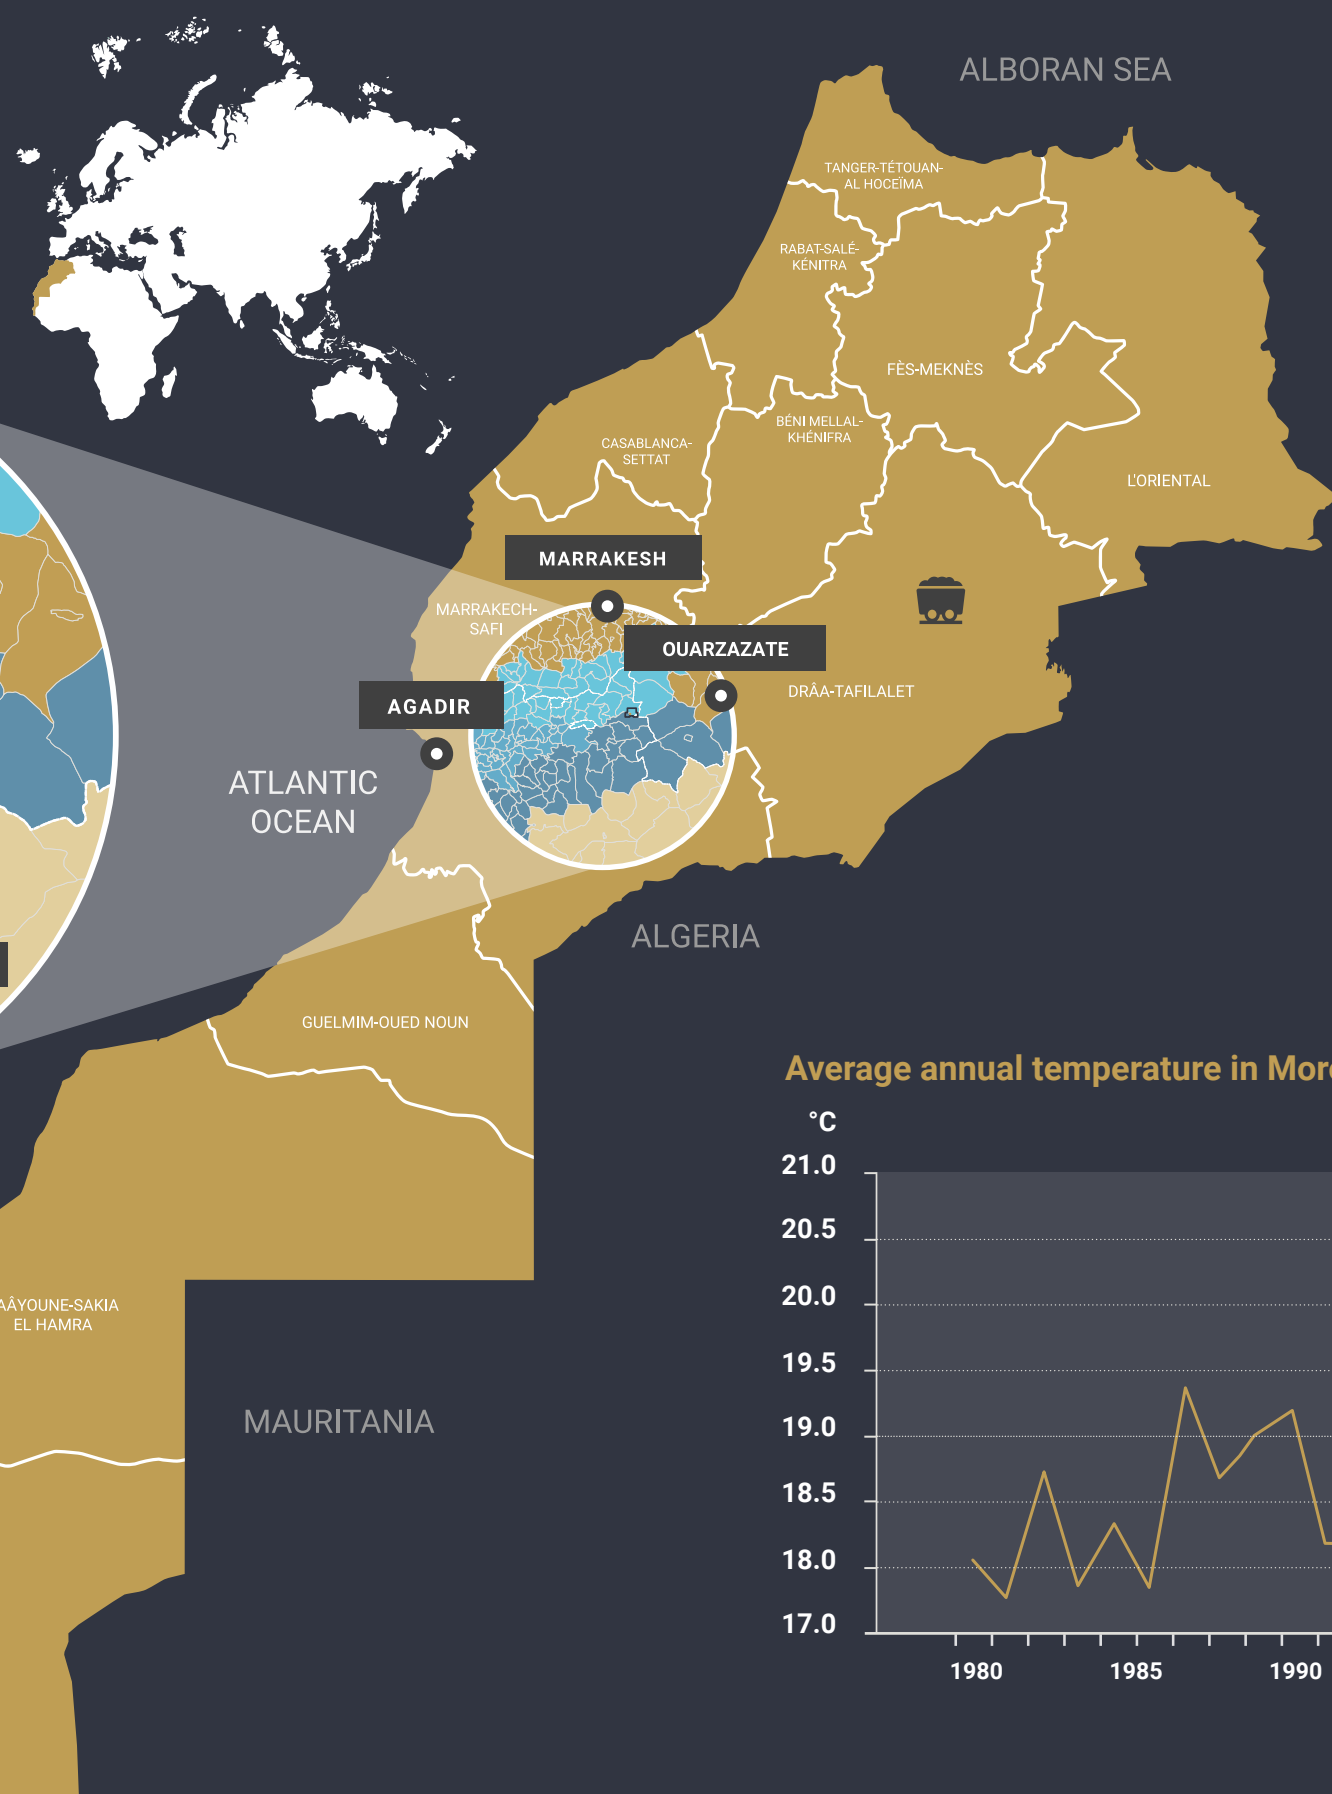 ALBORAN SEA
TANGER-TÉTOUAN-
AL HOCEÏMA
RABAT-SALÉ-
KÉNITRA
FÈS-MEKNÈS
BÉNI MELLAL-
KHÉNIFRA
CASABLANCA-
SETTAT
L'ORIENTAL
MARRAKESH
MARRAKECH-
SAFI
OUARZAZATE
DRÂA-TAFILALET
AGADIR
ATLANTIC
OCEAN
ALGERIA
GUELMIM-OUED NOUN
AÂYOUNE-SAKIA
EL HAMRA
MAURITANIA
Average annual temperature in Mor
°C
21.0
20.5
20.0
19.5
19.0
18.5
18.0
17.0
1980
1985
1990